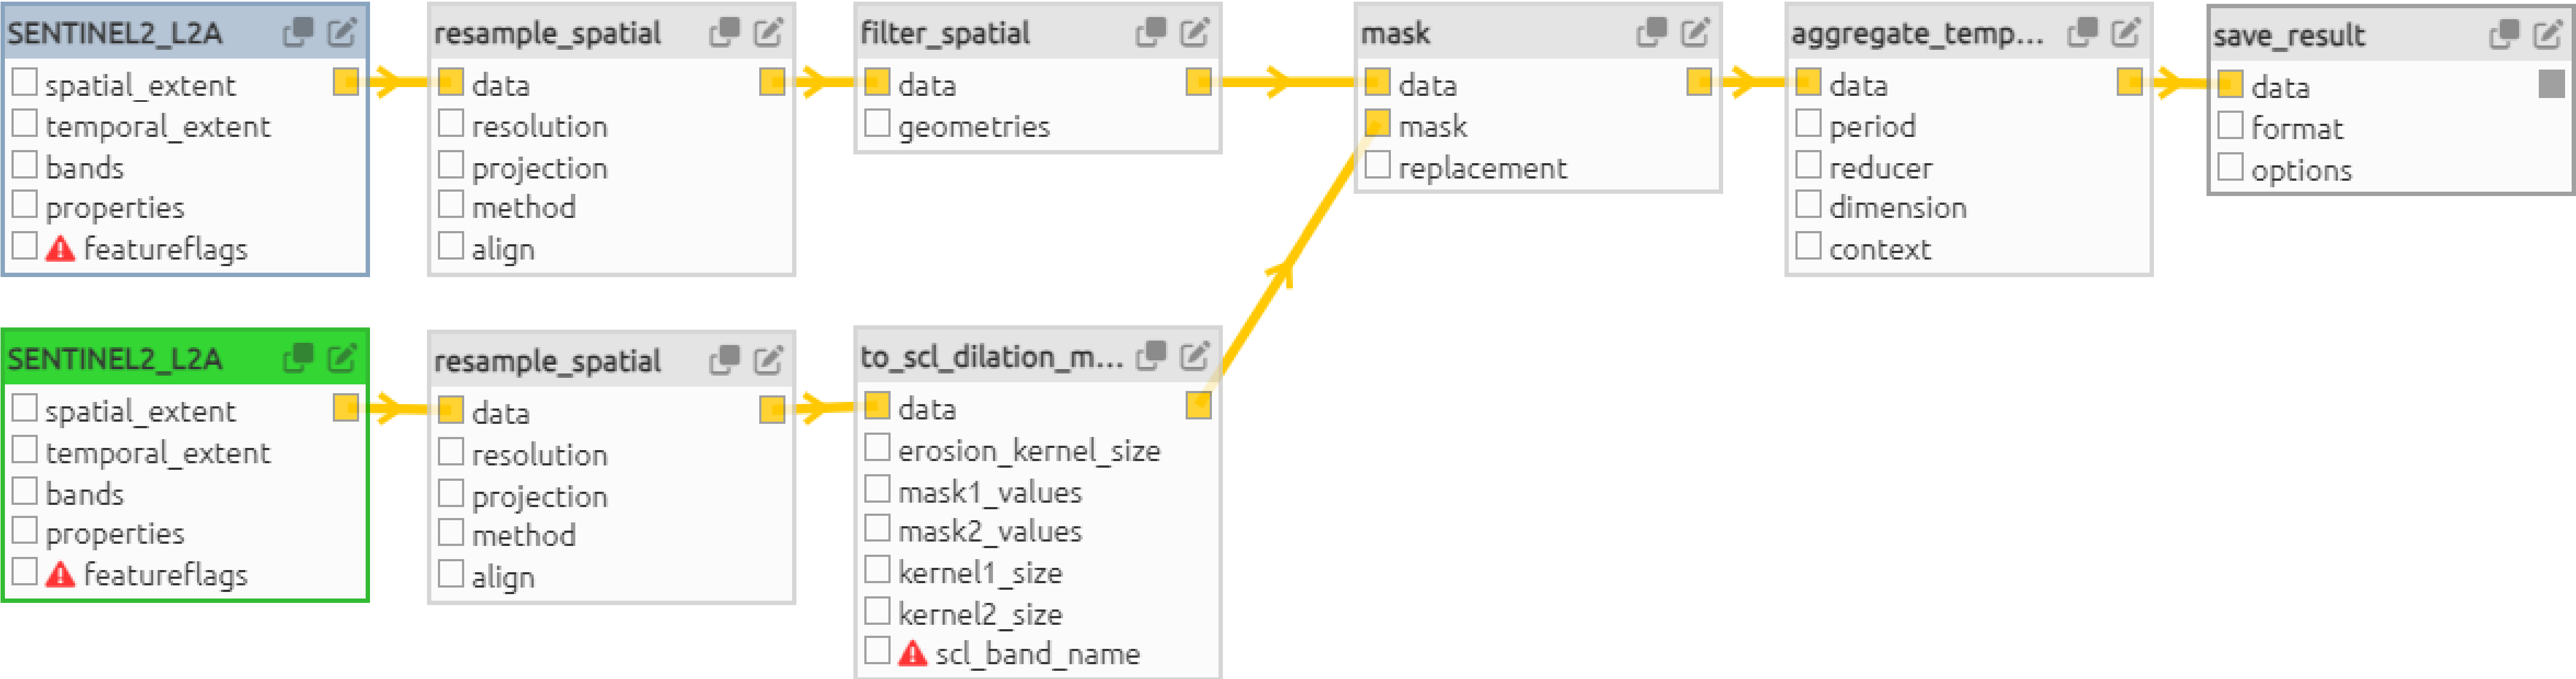 SENTINEL2_L2A
spatial_extent
temporal_extent
bands
properties
featureflags
resample_spatial
data
resolution
projection
method
align
filter_spatial
data
geometries
mask
data
mask
replacement
aggregate_temp...
data
period
reducer
dimension
context
save_result
data
format
options
SENTINEL2_L2A
spatial_extent
temporal_extent
bands
properties
featureflags
resample_spatial
data
resolution
projection
method
align
to_scl_dilation_m...
data
erosion_kernel_size
mask1_values
mask2_values
kernel1_size
kernel2_size
scl_band_name